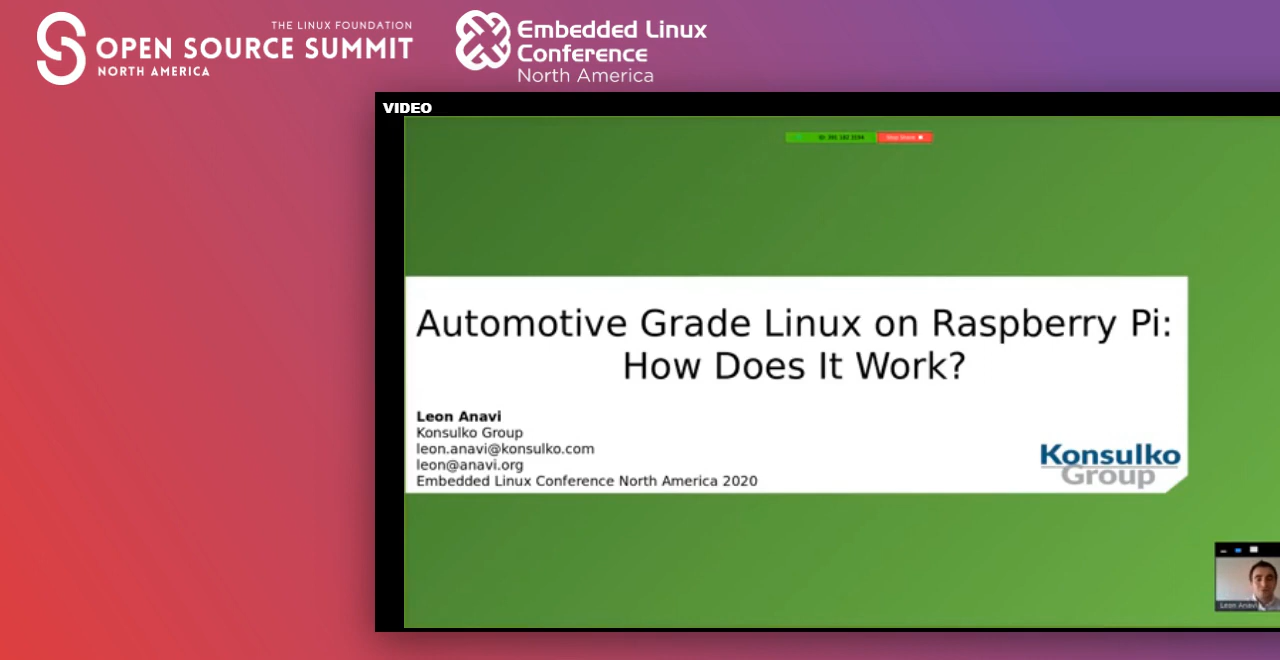 THE LINUX FOUNDATION
OPEN SOURCE SUMMIT
NORTH AMERICA
Embedded Linux
Conference
North America
VIDEO
Automotive Grade Linux on Raspberry Pi:
How Does It Work?
Leon Anavi
Konsulko Group
leon.anavi@konsulko.com
leon@anavi.org
Embedded Linux Conference North America 2020
Konsulko
Group
Leon Anavi